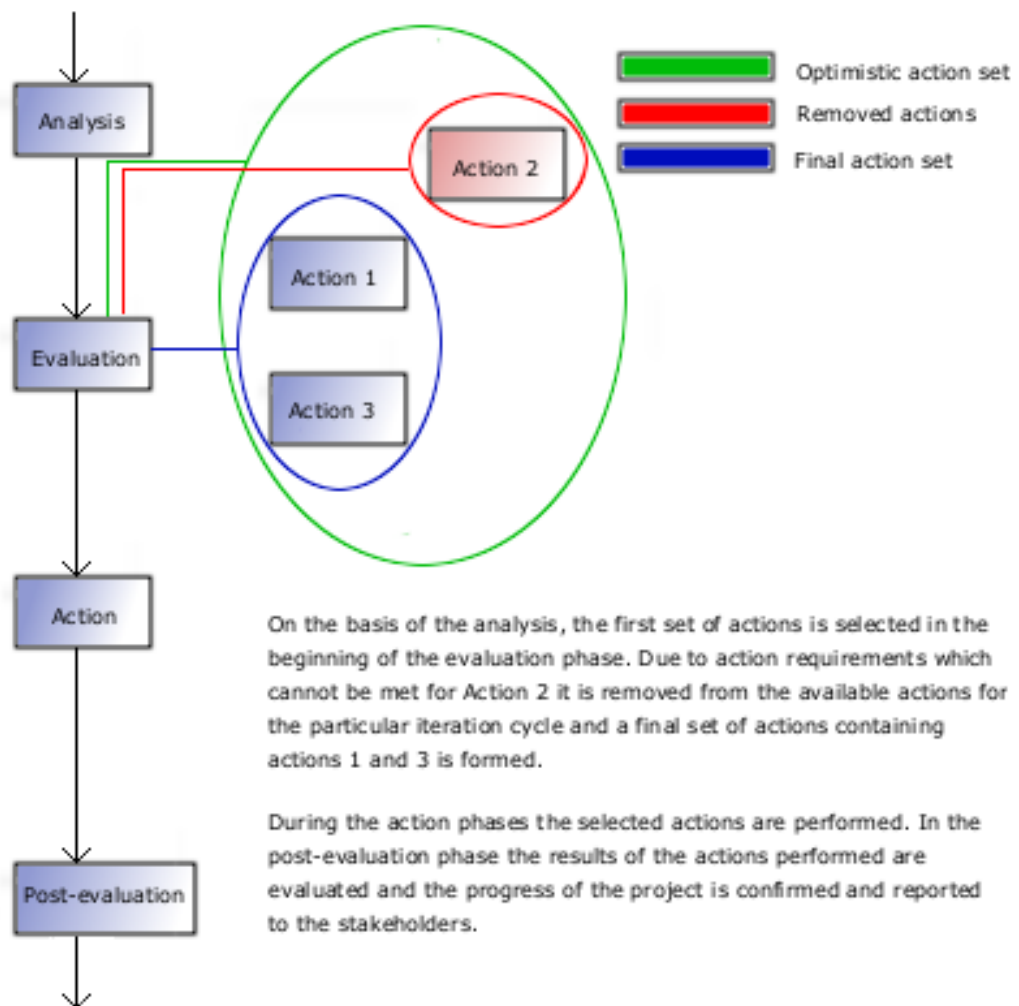 Analysis
Optimistic action set
Removed actions
Final action set
Action 2
Action 1
Evaluation
Action 3
Action
On the basis of the analysis, the first set of actions is selected in the
beginning of the evaluation phase. Due to action requirements which
cannot be met for Action 2 it is removed from the available actions for
the particular iteration cycle and a final set of actions containing
actions 1 and 3 is formed.
During the action phases the selected actions are performed. In the
post-evaluation phase the results of the actions performed are
evaluated and the progress of the project is confirmed and reported
to the stakeholders.
Post-evaluation